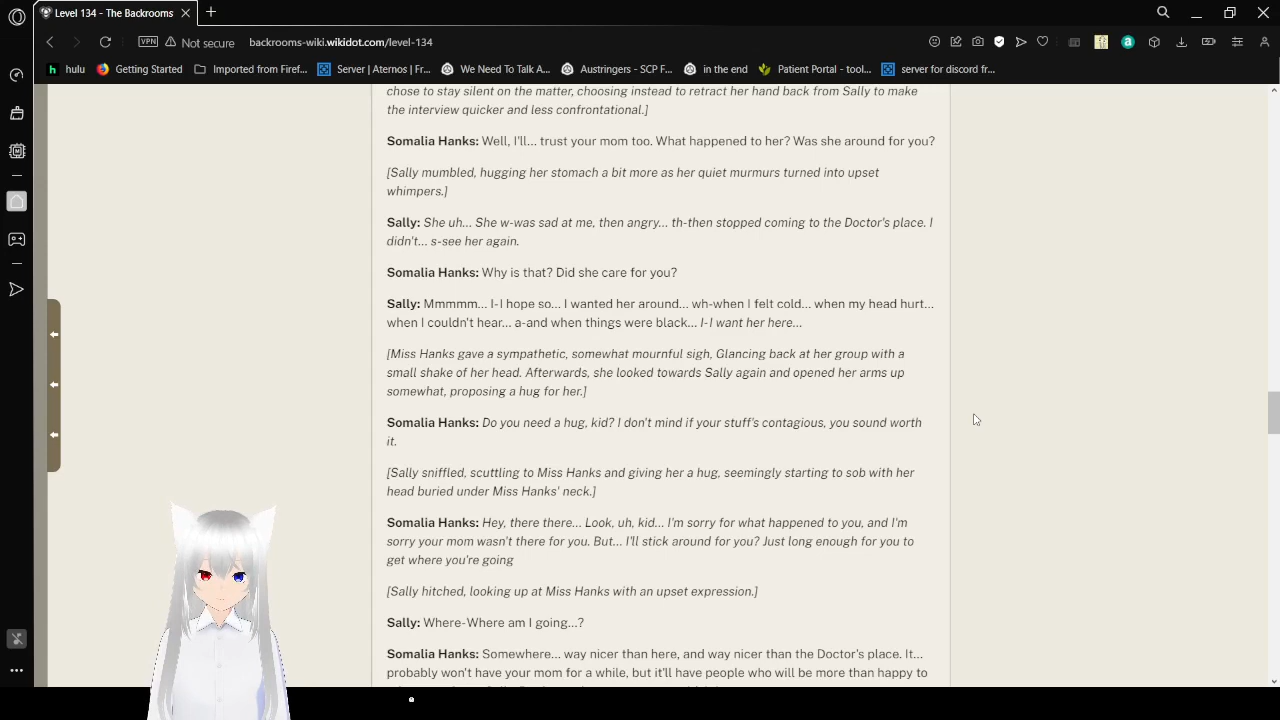 Level 134 - The Backrooms
VPN
Not secure
backrooms-wiki.wikidot.com/level-134
hulu
Getting Started
Imported from Firef...
Server | Aternos | Fr...
We Need To Talk A...
Austringers - SCP F...
in the end
Patient Portal - tool...
server for discord fr...
chose to stay silent on the matter, choosing instead to retract her hand back from Sally to make
the interview quicker and less confrontational.]
Somalia Hanks: Well, I'll... trust your mom too. What happened to her? Was she around for you?
[Sally mumbled, hugging her stomach a bit more as her quiet murmurs turned into upset
whimpers.]
Sally: She uh... She w-was sad at me, then angry... th-then stopped coming to the Doctor's place. I
didn't... s-see her again.
Somalia Hanks: Why is that? Did she care for you?
Sally: Mmmmm... I-I hope so... I wanted her around... wh-when I felt cold... when my head hurt...
when I couldn't hear... a-and when things were black... I-I want her here...
[Miss Hanks gave a sympathetic, somewhat mournful sigh, Glancing back at her group with a
small shake of her head. Afterwards, she looked towards Sally again and opened her arms up
somewhat, proposing a hug for her.]
Somalia Hanks: Do you need a hug, kid? I don't mind if your stuff's contagious, you sound worth
it.
[Sally sniffled, scuttling to Miss Hanks and giving her a hug, seemingly starting to sob with her
head buried under Miss Hanks' neck.]
Somalia Hanks: Hey, there there... Look, uh, kid... I'm sorry for what happened to you, and I'm
sorry your mom wasn't there for you. But... I'll stick around for you? Just long enough for you to
get where you're going
[Sally hitched, looking up at Miss Hanks with an upset expression.]
Sally: Where-Where am I going...?
Somalia Hanks: Somewhere... way nicer than here, and way nicer than the Doctor's place. It...
probably won't have your mom for a while, but it'll have people who will be more than happy to